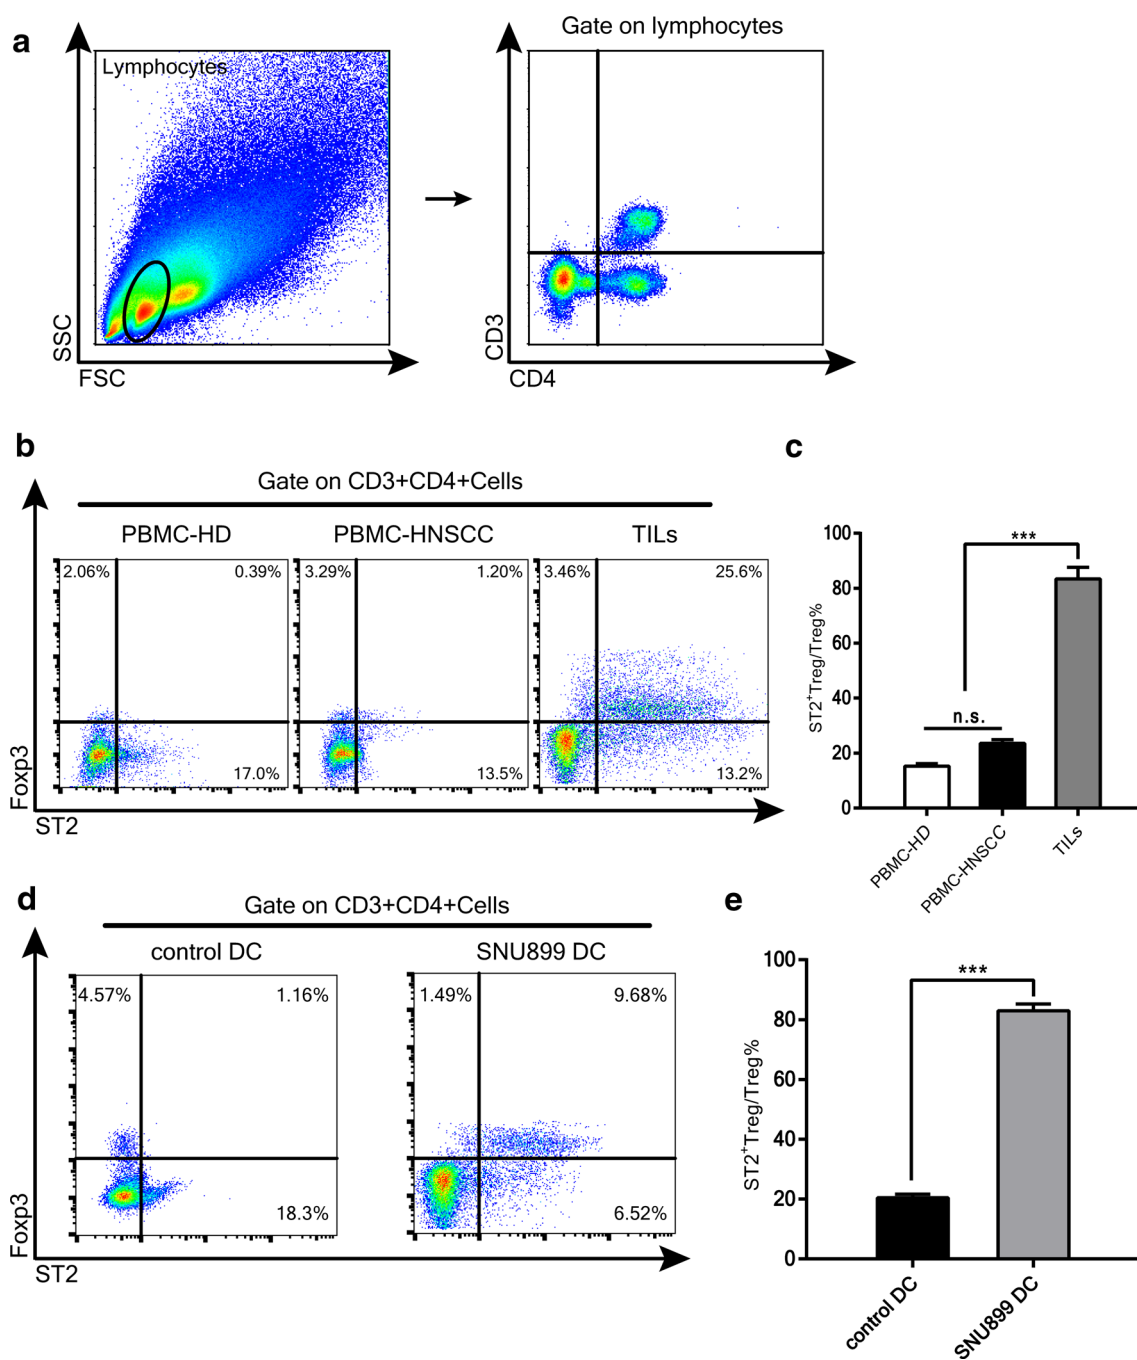 a
Gate on lymphocytes
Lymphocytes
SSC
FSC
CD3
CD4
b
Gate on CD3+CD4+Cells
PBMC-HD
PBMC-HNSCC
TILs
2.06%
0.39%
17.0%
3.29%
1.20%
13.5%
3.46%
25.6%
13.2%
Foxp3
ST2
c
ST2+Treg/Treg%
100
80
60
40
20
0
***
n.s.
PBMC-HD
PBMC-HNSCC
TILs
d
Gate on CD3+CD4+Cells
control DC
SNU899 DC
4.57%
1.16%
18.3%
1.49%
9.68%
6.52%
Foxp3
ST2
e
ST2+Treg/Treg%
100
80
60
40
20
0
***
control DC
SNU899 DC